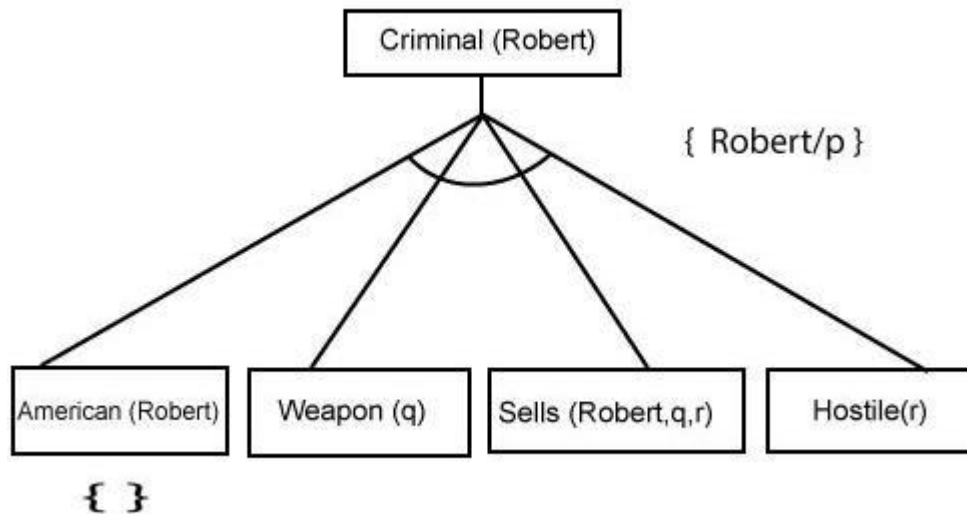 Criminal (Robert)
{ Robert/p }
American (Robert)
Weapon (q)
Sells (Robert,q,r)
Hostile(r)
{ }